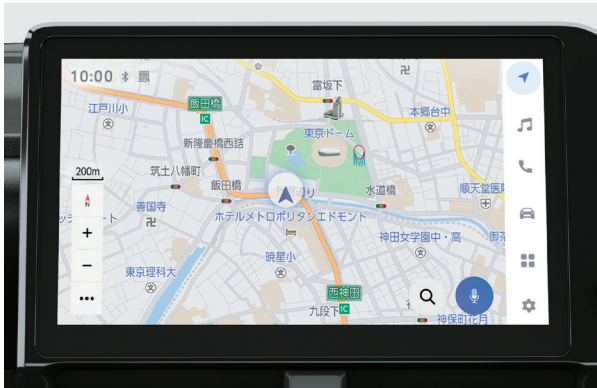 10:00
富坂下
江戸川小
飯田橋
IC
本郷台中
新隆慶橋西詰
東京ドーム
200m
筑土八幡町
飯田橋
水道橋
順天堂医
N
善国寺
ホテルメトロポリタンエドモント
神田女学園中・高
暁星小
東京理科大
西神田
IC
九段下
神保町花月